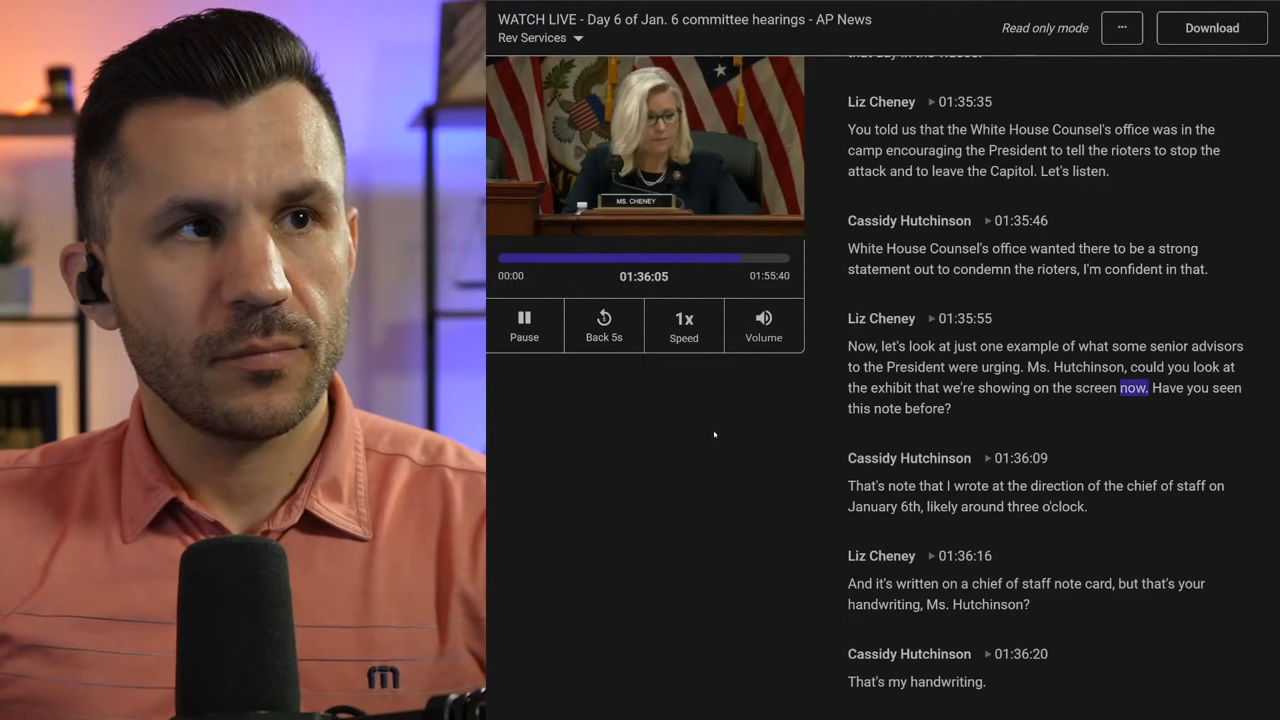 WATCH LIVE - Day 6 of Jan. 6 committee hearings - AP News
Rev Services
Read only mode
Download
MS. CHENEY
00:00
01:36:05
01:55:40
Pause
Back 5s
1x
Speed
Volume
5
Liz Cheney 01:35:35
You told us that the White House Counsel's office was in the
camp encouraging the President to tell the rioters to stop the
attack and to leave the Capitol. Let's listen.
Cassidy Hutchinson 01:35:46
White House Counsel's office wanted there to be a strong
statement out to condemn the rioters, I'm confident in that.
Liz Cheney 01:35:55
Now, let's look at just one example of what some senior advisors
to the President were urging. Ms. Hutchinson, could you look at
the exhibit that we're showing on the screen now. Have you seen
this note before?
Cassidy Hutchinson 01:36:09
That's note that I wrote at the direction of the chief of staff on
January 6th, likely around three o'clock.
Liz Cheney 01:36:16
And it's written on a chief of staff note card, but that's your
handwriting, Ms. Hutchinson?
Cassidy Hutchinson 01:36:20
That's my handwriting.